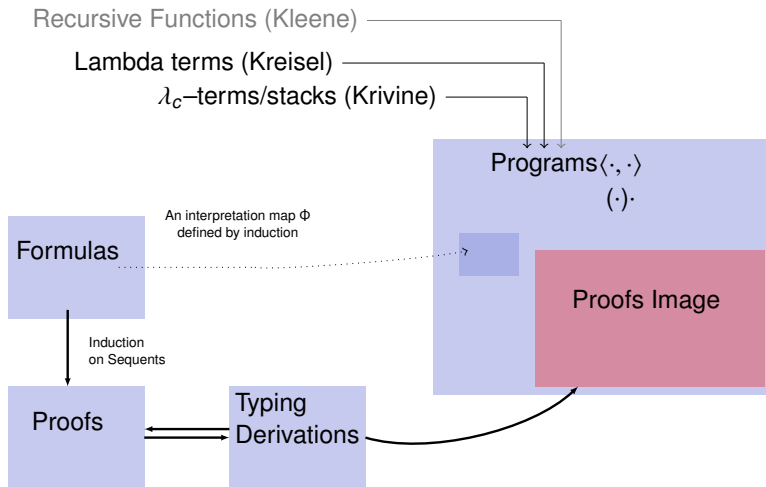 Recursive Functions (Kleene)
Lambda terms (Kreisel)
λc–terms/stacks (Krivine)
Programs⟨·, ·⟩
(·)·
An interpretation map Φ
defined by induction
Formulas
Proofs Image
Induction
on Sequents
Proofs
Typing
Derivations